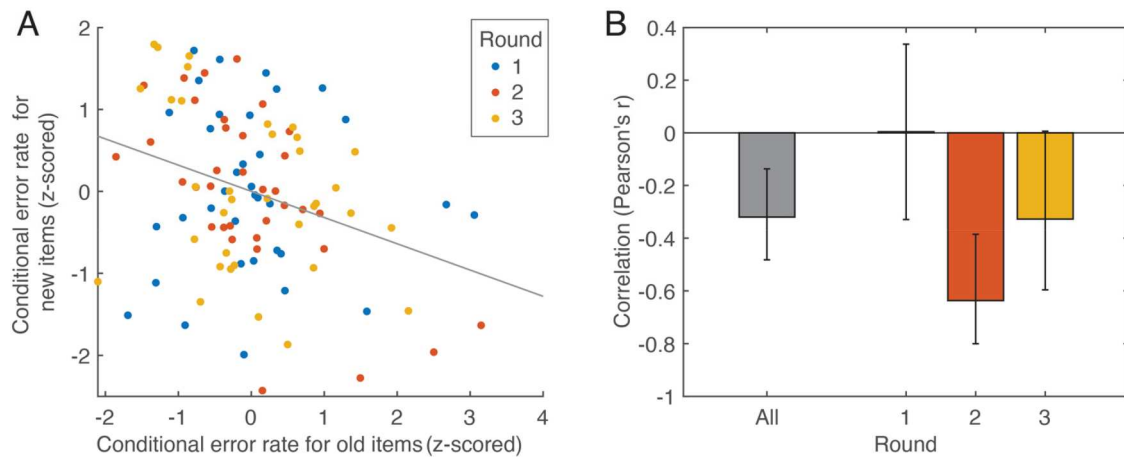 A
Conditional error rate for
new items (z-scored)
2
1
0
-1
-2
Round
1
2
3
-2
-1
0
1
2
3
4
Conditional error rate for old items (z-scored)
B
Correlation (Pearson's r)
0.4
0.2
0
-0.2
-0.4
-0.6
-0.8
-1
All
1
2
3
Round